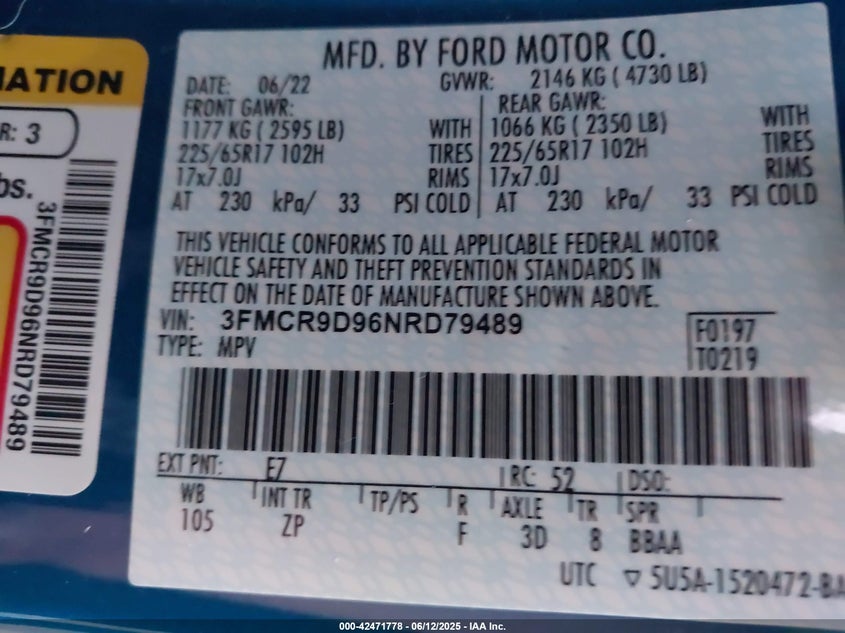 MATION
R: 3
bs.
3FMCR9D96NRD79489
MFD. BY FORD MOTOR CO.
DATE: 06/22 GVWR: 2146 KG ( 4730 LB)
FRONT GAWR: REAR GAWR:
1177 KG ( 2595 LB) WITH 1066 KG ( 2350 LB) WITH
225/65R17 102H TIRES 225/65R17 102H TIRES
17x7.0J RIMS 17x7.0J RIMS
AT 230 kPa/ 33 PSI COLD AT 230 kPa/ 33 PSI COLD
THIS VEHICLE CONFORMS TO ALL APPLICABLE FEDERAL MOTOR
VEHICLE SAFETY AND THEFT PREVENTION STANDARDS IN
EFFECT ON THE DATE OF MANUFACTURE SHOWN ABOVE.
VIN: 3FMCR9D96NRD79489 F0197
TYPE: MPV T0219
EXT PNT: E7 RC: 52 DSO:
WB INT TR TP/PS R AXLE TR SPR
105 ZP F 3D 8 BBAA
UTC ▽ 5U5A-1520472-BA
000-42471778 - 06/12/2025 - IAA Inc.